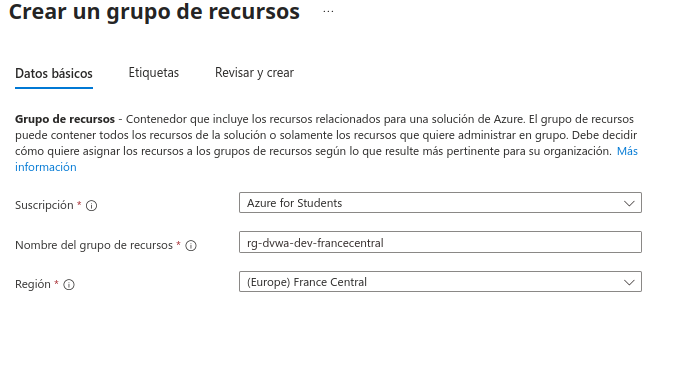 Crear un grupo de recursos ...
Datos básicos Etiquetas Revisar y crear
Grupo de recursos - Contenedor que incluye los recursos relacionados para una solución de Azure. El grupo de recursos
puede contener todos los recursos de la solución o solamente los recursos que quiere administrar en grupo. Debe decidir
cómo quiere asignar los recursos a los grupos de recursos según lo que resulte más pertinente para su organización. Más
información
Suscripción * Azure for Students
Nombre del grupo de recursos * rg-dvwa-dev-francecentral
Región * (Europe) France Central